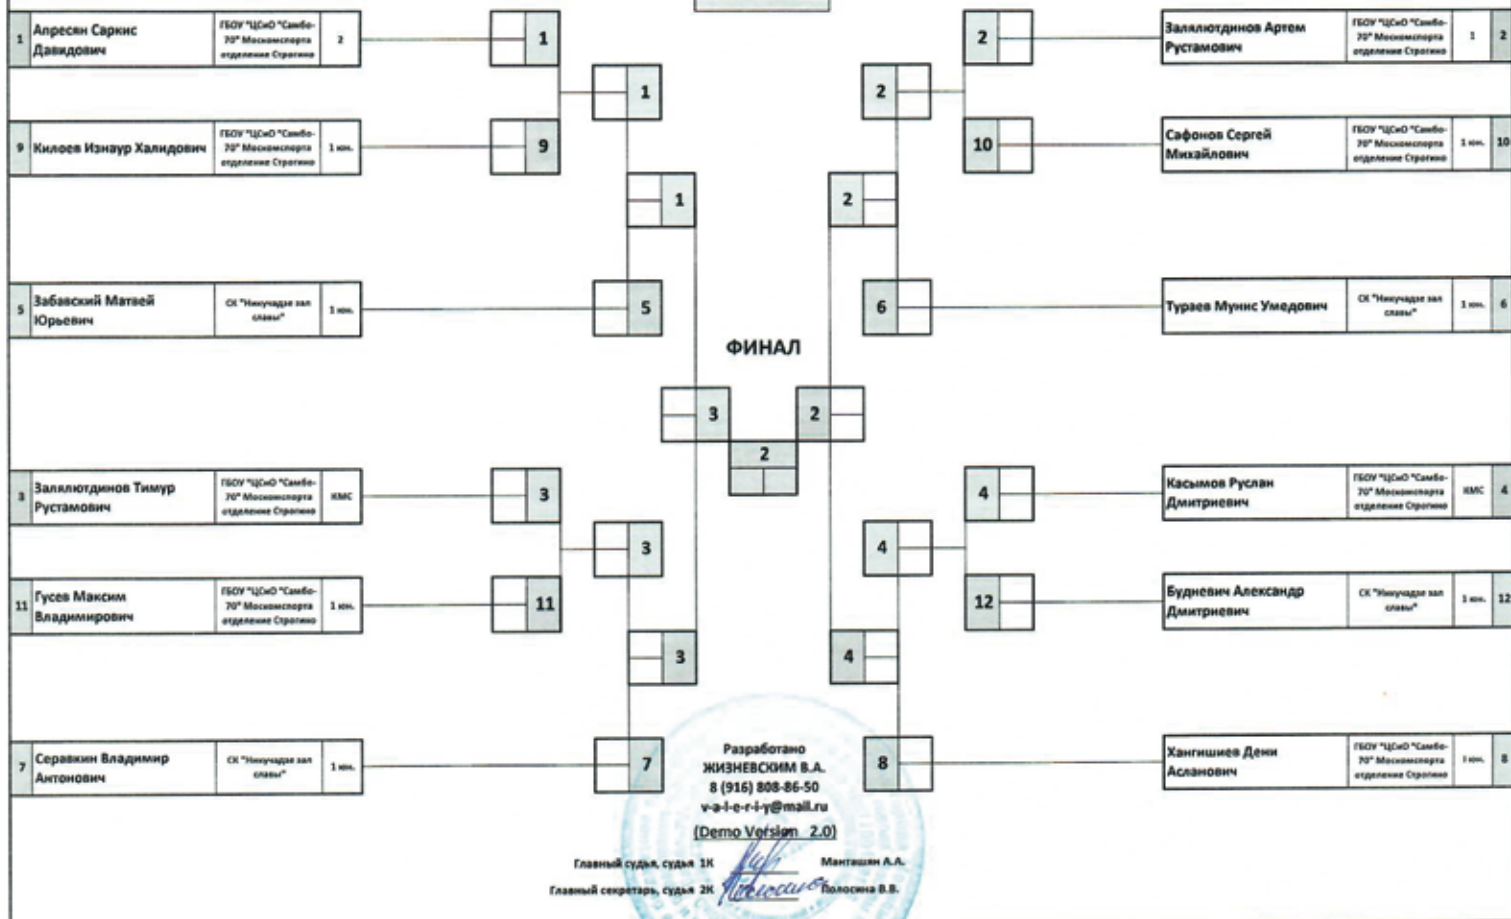 1 Апресян Саркис Давидович ГБОУ "ЦСиО "Самбо-70" Москомспорта отделение Строгино 2
1
2
Залялютдинов Артем Рустамович ГБОУ "ЦСиО "Самбо-70" Москомспорта отделение Строгино 1 2
1
2
9 Килоев Изнаур Халидович ГБОУ "ЦСиО "Самбо-70" Москомспорта отделение Строгино 1 юн.
9
10
Сафонов Сергей Михайлович ГБОУ "ЦСиО "Самбо-70" Москомспорта отделение Строгино 1 юн. 10
1
2
5 Забавский Матвей Юрьевич СК "Никучадзе зал славы" 1 юн.
5
6
Тураев Мунис Умедович СК "Никучадзе зал славы" 1 юн. 6
ФИНАЛ
3
2
2
3 Залялютдинов Тимур Рустамович ГБОУ "ЦСиО "Самбо-70" Москомспорта отделение Строгино КМС
3
4
Касымов Руслан Дмитриевич ГБОУ "ЦСиО "Самбо-70" Москомспорта отделение Строгино КМС 4
3
4
11 Гусев Максим Владимирович ГБОУ "ЦСиО "Самбо-70" Москомспорта отделение Строгино 1 юн.
11
12
Будневич Александр Дмитриевич СК "Никучадзе зал славы" 1 юн. 12
3
4
7 Серавкин Владимир Антонович СК "Никучадзе зал славы" 1 юн.
7
8
Хангишиев Дени Асланович ГБОУ "ЦСиО "Самбо-70" Москомспорта отделение Строгино 1 юн. 8
Разработано
ЖИЗНЕВСКИМ В.А.
8 (916) 808-86-50
v-a-l-e-r-i-y@mail.ru
(Demo Version 2.0)
Главный судья, судья 1К Манташян А.А.
Главный секретарь, судья 2К Полосина В.В.